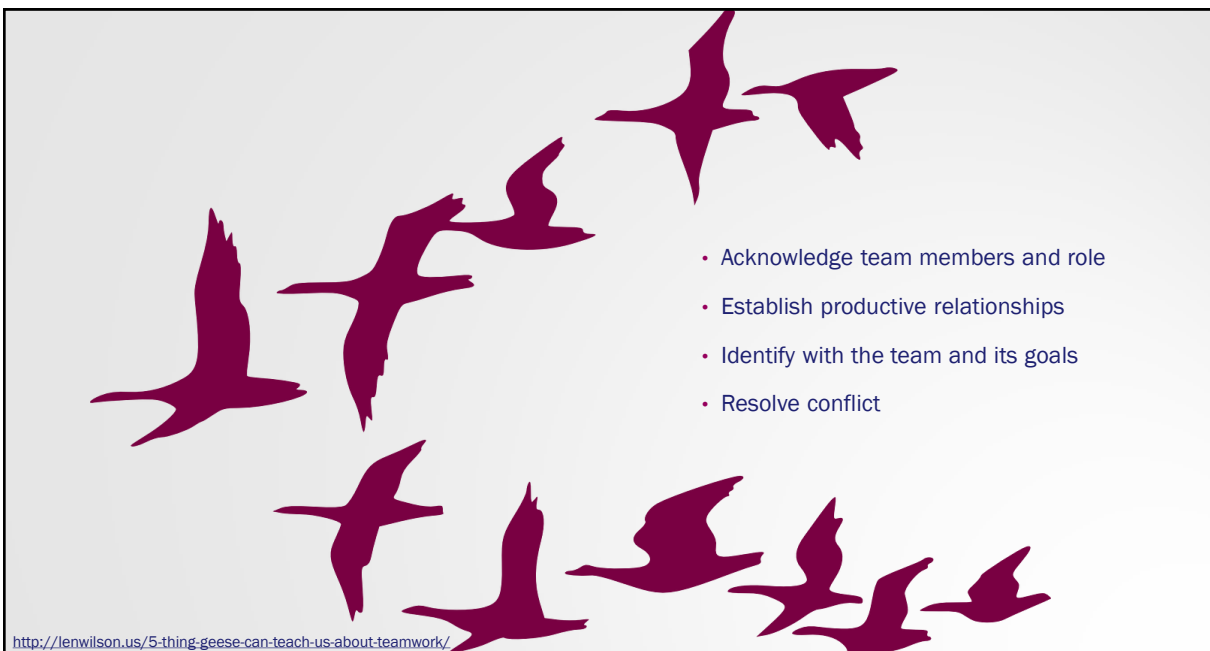 • Acknowledge team members and role
• Establish productive relationships
• Identify with the team and its goals
• Resolve conflict
http://lenwilson.us/5-thing-geese-can-teach-us-about-teamwork/